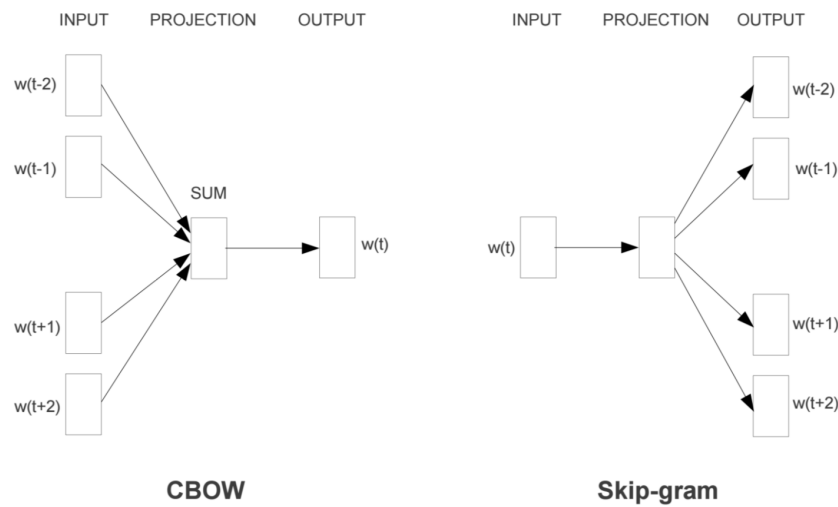 INPUT PROJECTION OUTPUT
w(t-2)
w(t-1)
SUM
w(t)
w(t+1)
w(t+2)
CBOW
INPUT PROJECTION OUTPUT
w(t-2)
w(t-1)
w(t)
w(t+1)
w(t+2)
Skip-gram